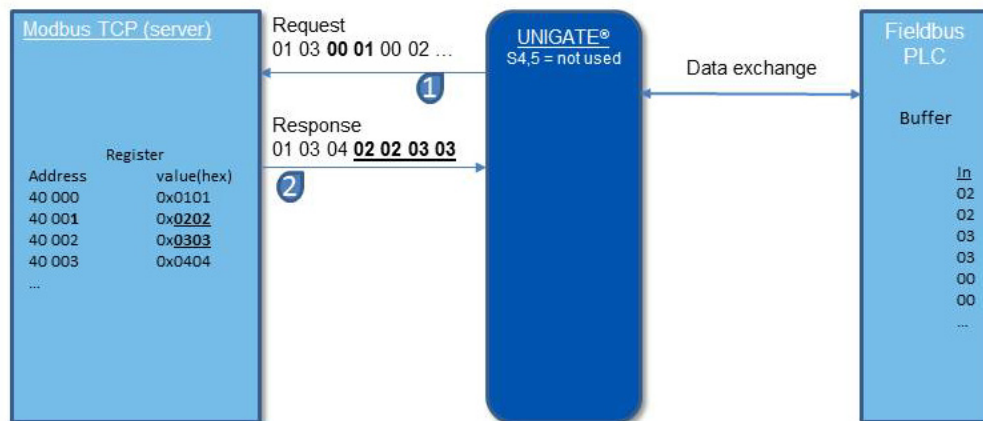 Modbus TCP (server)
Register
Address value(hex)
40 000 0x0101
40 001 0x0202
40 002 0x0303
40 003 0x0404
...
Request
01 03 00 01 00 02 ...
1
Response
01 03 04 02 02 03 03
2
UNIGATE®
S4,5 = not used
Data exchange
Fieldbus
PLC
Buffer
In
02
02
03
03
00
00
...